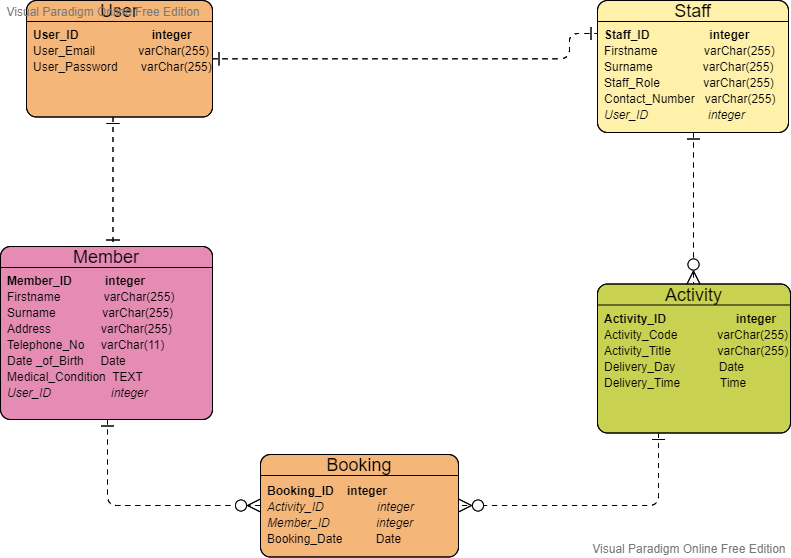 Visual Paradigm Online Free Edition
User
User_ID integer
User_Email varChar(255)
User_Password varChar(255)
Staff
Staff_ID integer
Firstname varChar(255)
Surname varChar(255)
Staff_Role varChar(255)
Contact_Number varChar(255)
User_ID integer
Member
Member_ID integer
Firstname varChar(255)
Surname varChar(255)
Address varChar(255)
Telephone_No varChar(11)
Date _of_Birth Date
Medical_Condition TEXT
User_ID integer
Activity
Activity_ID integer
Activity_Code varChar(255)
Activity_Title varChar(255)
Delivery_Day Date
Delivery_Time Time
Booking
Booking_ID integer
Activity_ID integer
Member_ID integer
Booking_Date Date
Visual Paradigm Online Free Edition